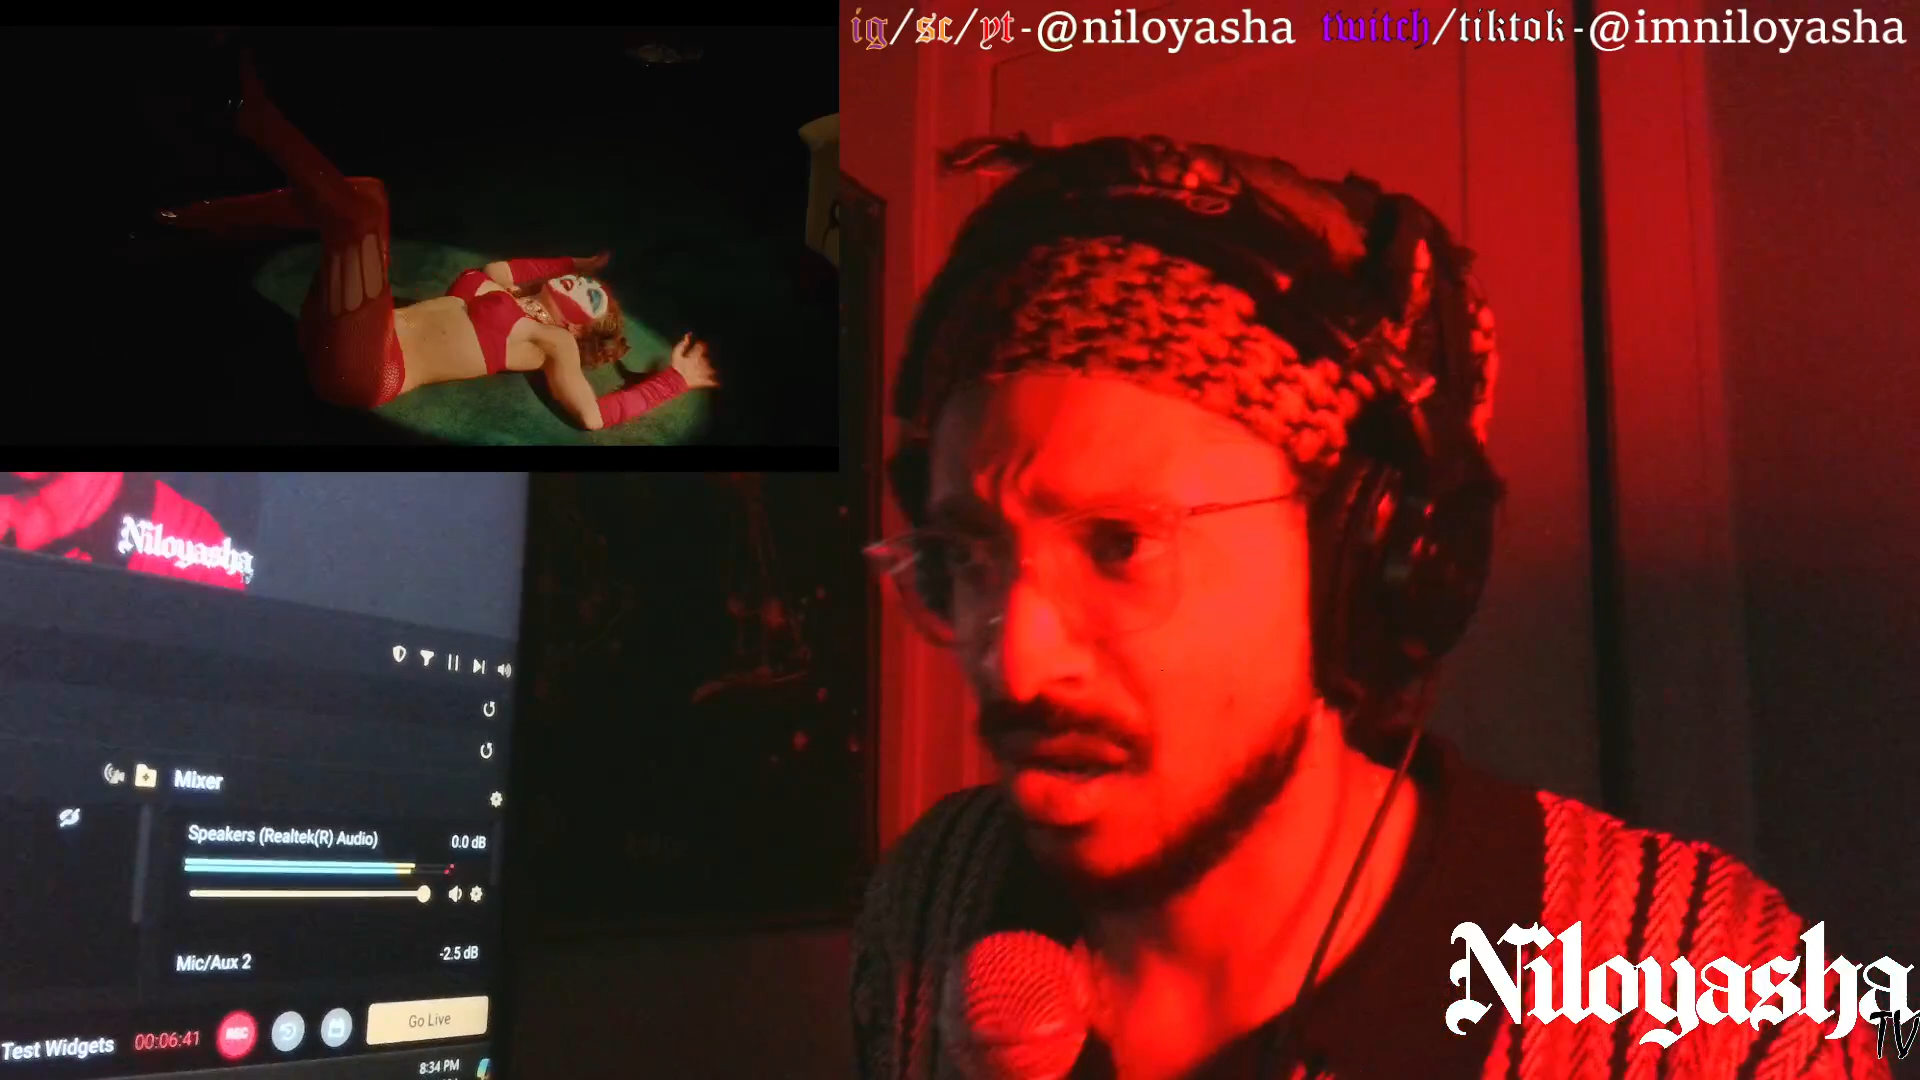 ig/sc/yt-@niloyasha twitch/tiktok-@imniloyasha
Niloyasha
TV
Mixer
Speakers (Realtek(R) Audio) 0.0 dB
Mic/Aux 2 -2.5 dB
Test Widgets 00:06:41 REC Go Live
8:34 PM
Niloyasha
TV